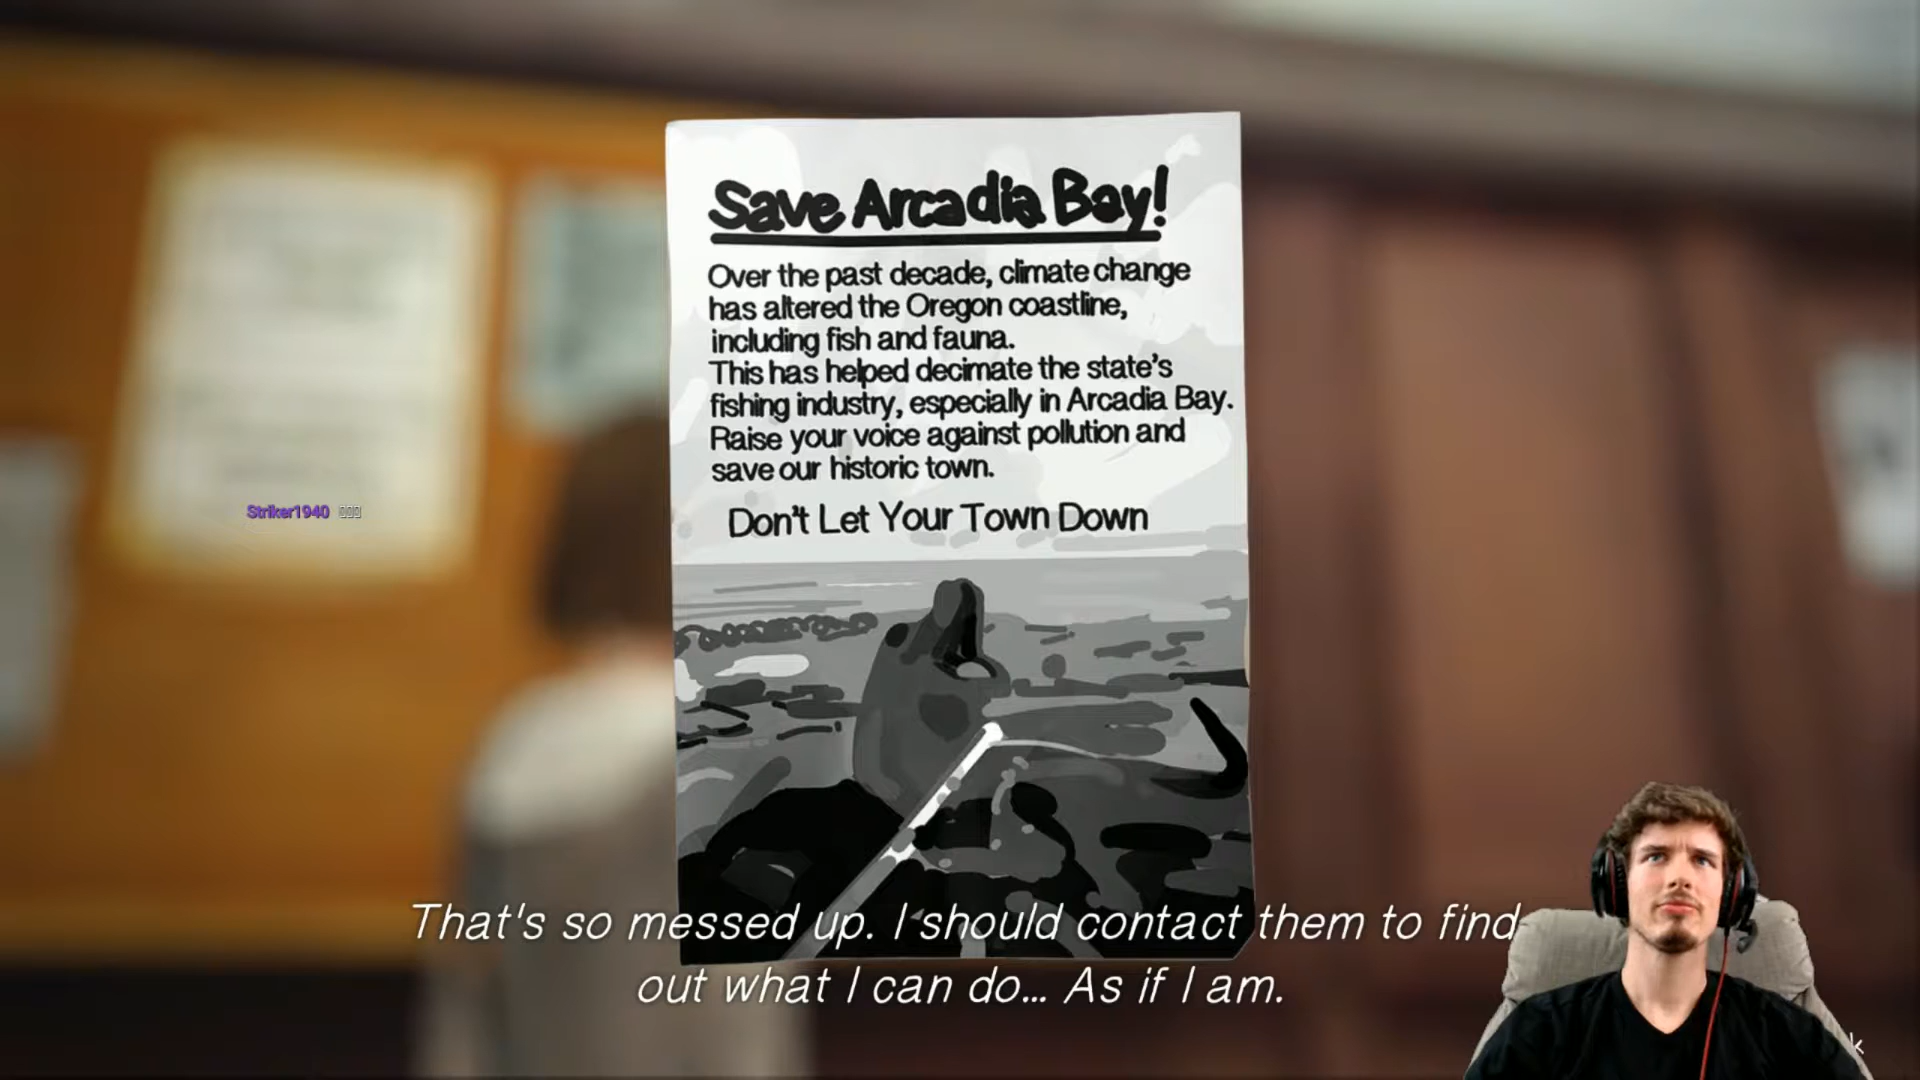 Save Arcadia Bay!
Over the past decade, climate change
has altered the Oregon coastline,
including fish and fauna.
This has helped decimate the state's
fishing industry, especially in Arcadia Bay.
Raise your voice against pollution and
save our historic town.
Don't Let Your Town Down
Striker1940
That's so messed up. I should contact them to find
out what I can do... As if I am.